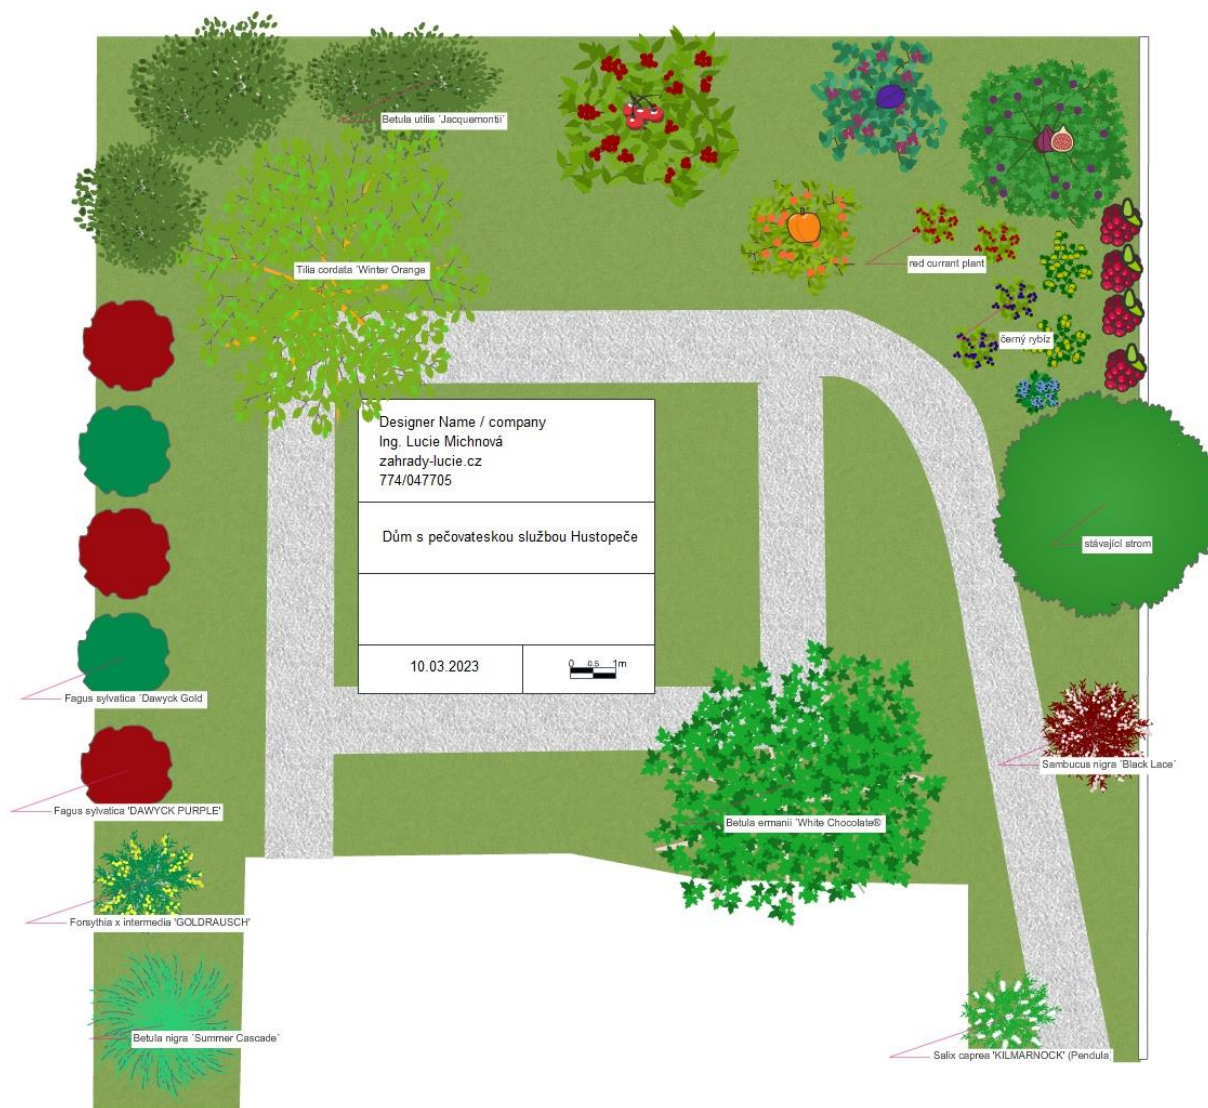 Betula utilis ´Jacquemontii´
Tilia cordata ´Winter Orange
red currant plant
černý rybíz
Designer Name / company
Ing. Lucie Michnová
zahrady-lucie.cz
774/047705
Dům s pečovateskou službou Hustopeče
stávající strom
10.03.2023
0 0.5 1m
Fagus sylvatica ´Dawyck Gold
Sambucus nigra ´Black Lace´
Fagus sylvatica 'DAWYCK PURPLE'
Betula ermanii ´White Chocolate®
Forsythia x intermedia 'GOLDRAUSCH'
Betula nigra ´Summer Cascade´
Salix caprea 'KILMARNOCK' (Pendula